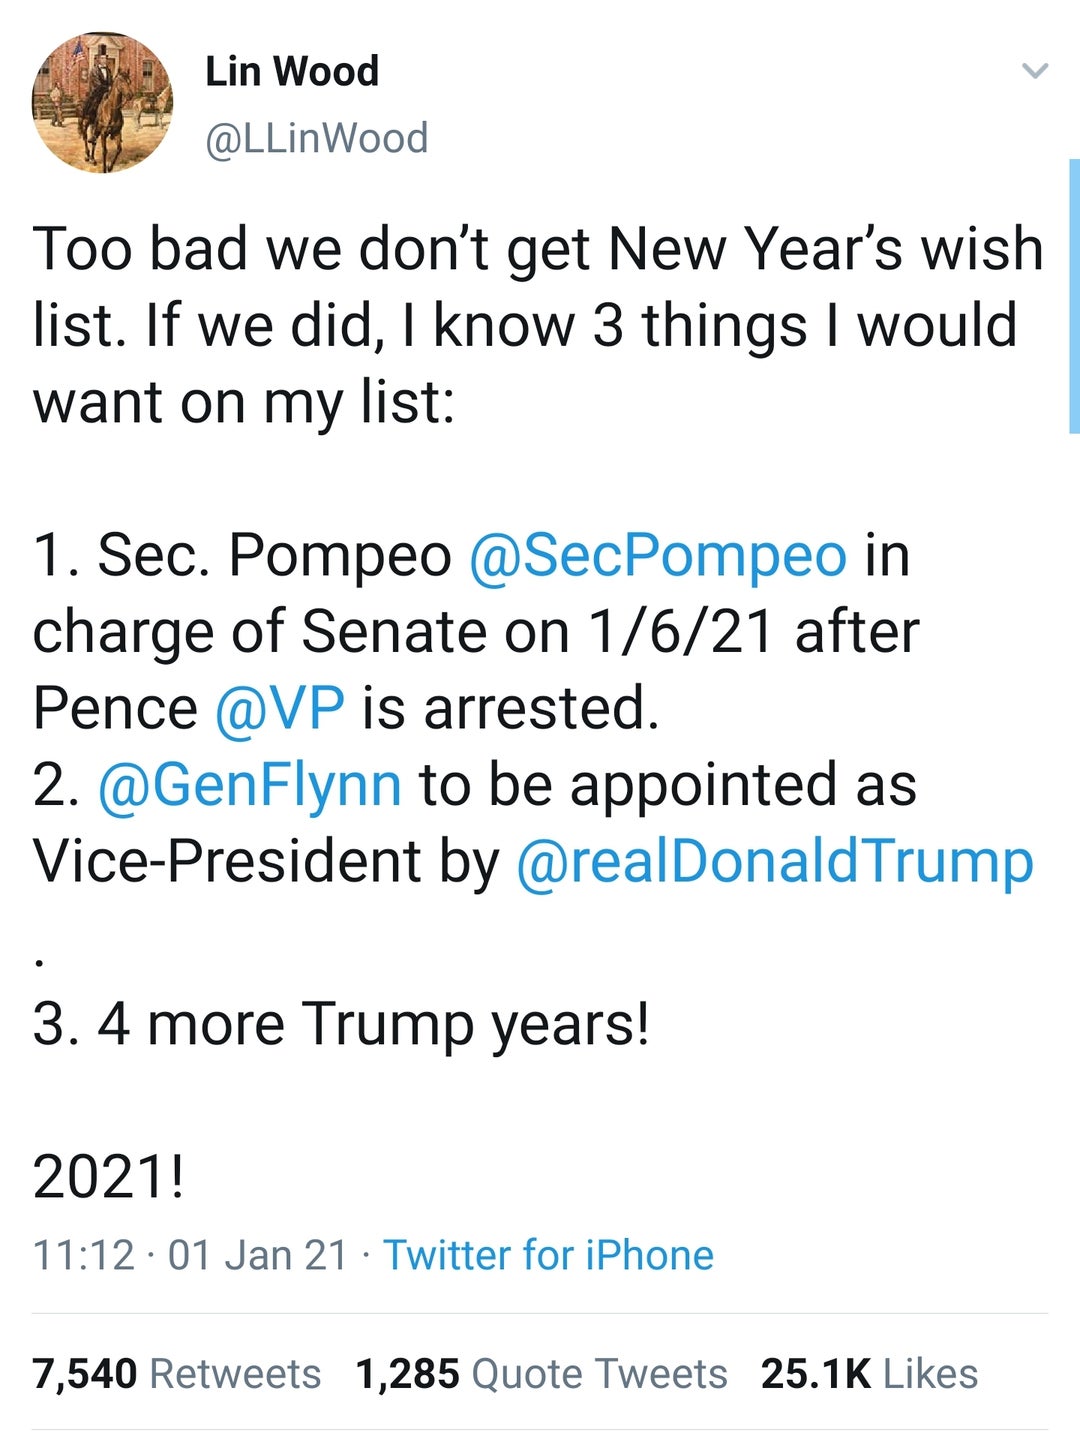 Lin Wood
@LLinWood
Too bad we don’t get New Year’s wish
list. If we did, I know 3 things I would
want on my list:
1. Sec. Pompeo @SecPompeo in
charge of Senate on 1/6/21 after
Pence @VP is arrested.
2. @GenFlynn to be appointed as
Vice-President by @realDonaldTrump
.
3. 4 more Trump years!
2021!
11:12 · 01 Jan 21 · Twitter for iPhone
7,540 Retweets 1,285 Quote Tweets 25.1K Likes